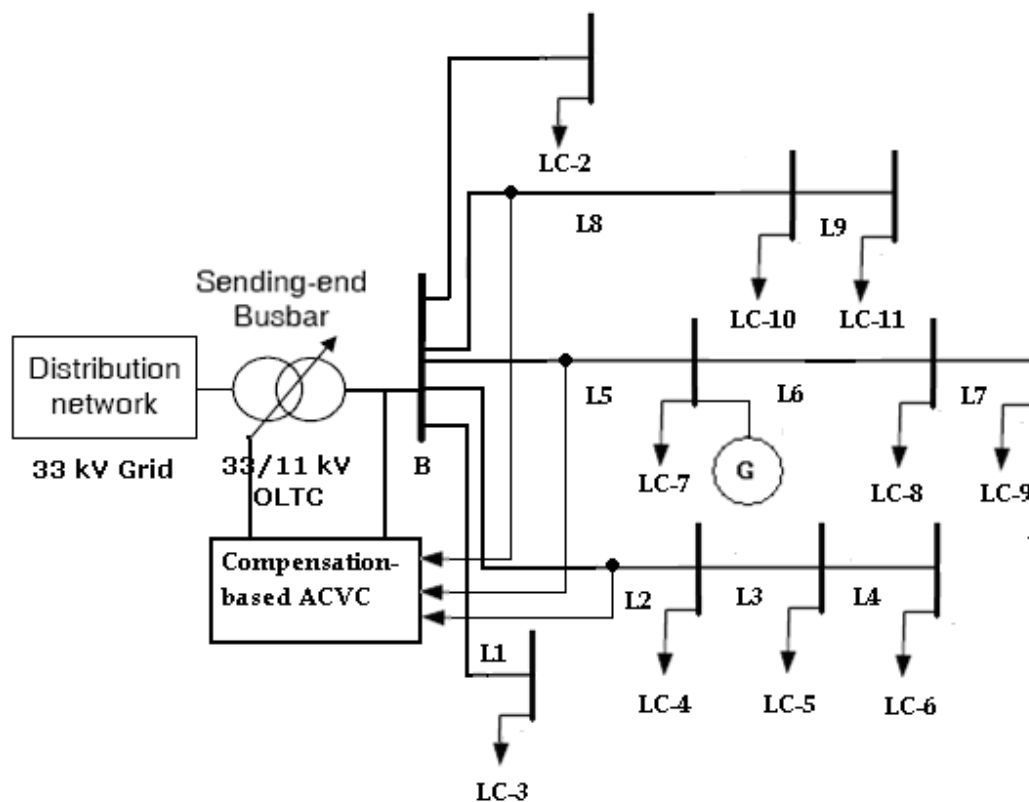 LC-2
L8
L9
Sending-end
Busbar
LC-10
LC-11
Distribution
network
L5
L6
L7
33 kV Grid
33/11 kV
OLTC
B
LC-7
G
LC-8
LC-9
Compensation-
based ACVC
L2
L3
L4
L1
LC-4
LC-5
LC-6
LC-3